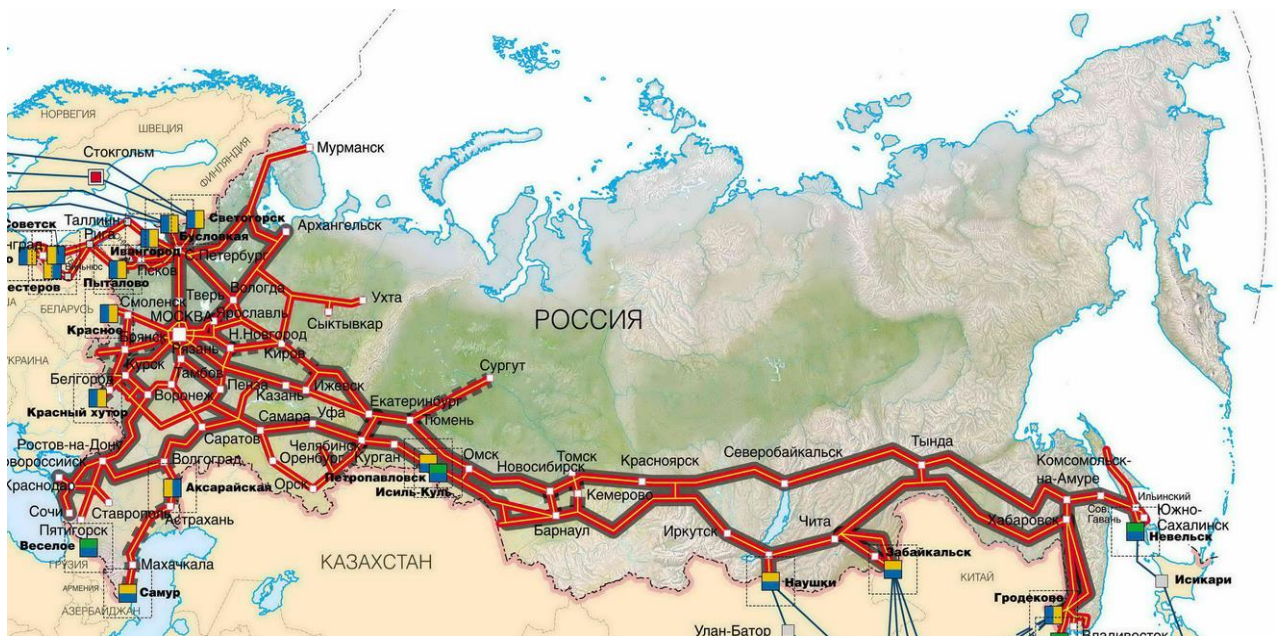 НОРВЕГИЯ
ШВЕЦИЯ
Стокгольм
ФИНЛЯНДИЯ
Мурманск
Советск
Таллинн
Светогорск
Рига
Бусловкая
Архангельск
Ивангород
С.Петербург
Вильнюс
Псков
Пыталово
Вологда
Ухта
Смоленск
Тверь
БЕЛАРУСЬ
МОСКВА
Ярославль
Сыктывкар
РОССИЯ
Красное
Брянск
Н.Новгород
Рязань
Киров
Курск
Сургут
Белгород
Тамбов
Пенза
Ижевск
Воронеж
Казань
Екатеринбург
Красный хутор
Самара
Уфа
Тюмень
Саратов
Ростов-на-Дону
Челябинск
Тында
Оренбург
Курган
Омск
Томск
Красноярск
Северобайкальск
Волгоград
Новосибирск
Комсомольск-
на-Амуре
Петропавловск
Краснодар
Аксарайская
Орск
Исиль-Куль
Кемерово
Ильинский
Сов.
Гавань
Южно-
Сахалинск
Сочи
Ставрополь
Астрахань
Барнаул
Иркутск
Чита
Хабаровск
Пятигорск
Невельск
Веселое
Забайкальск
ГРУЗИЯ
Махачкала
КАЗАХСТАН
КИТАЙ
Наушки
Исикари
АРМЕНИЯ
Самур
Гродеково
АЗЕРБАЙДЖАН
Улан-Батор
Владивосток